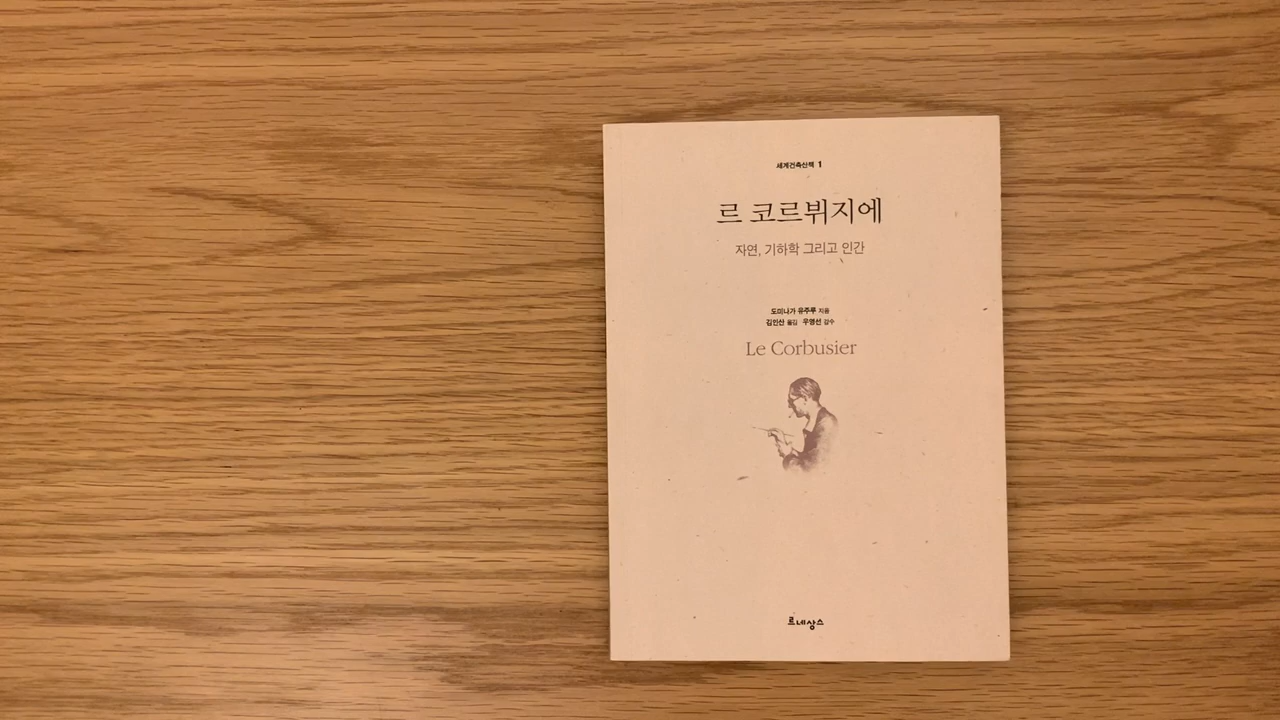 세계건축산책 1
르 코르뷔지에
자연, 기하학 그리고 인간
도미나가 유주루 지음
김인산 옮김 우영선 감수
Le Corbusier
르네상스